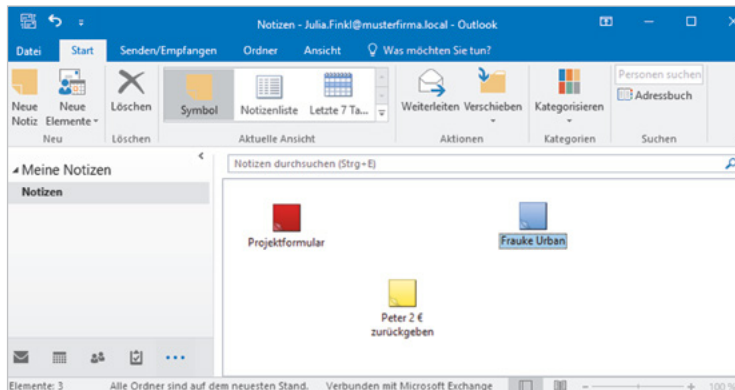 Notizen - Julia.Finkl@musterfirma.local - Outlook
Datei Start Senden/Empfangen Ordner Ansicht Was möchten Sie tun?
Neue Notiz
Neue Elemente
Löschen
Symbol
Notizenliste
Letzte 7 Ta...
Weiterleiten
Verschieben
Kategorisieren
Personen suchen
Adressbuch
Neu Löschen Aktuelle Ansicht Aktionen Kategorien Suchen
Meine Notizen
Notizen
Notizen durchsuchen (Strg+E)
Projektformular
Frauke Urban
Peter 2 €
zurückgeben
Elemente: 3 Alle Ordner sind auf dem neuesten Stand. Verbunden mit Microsoft Exchange 100 %